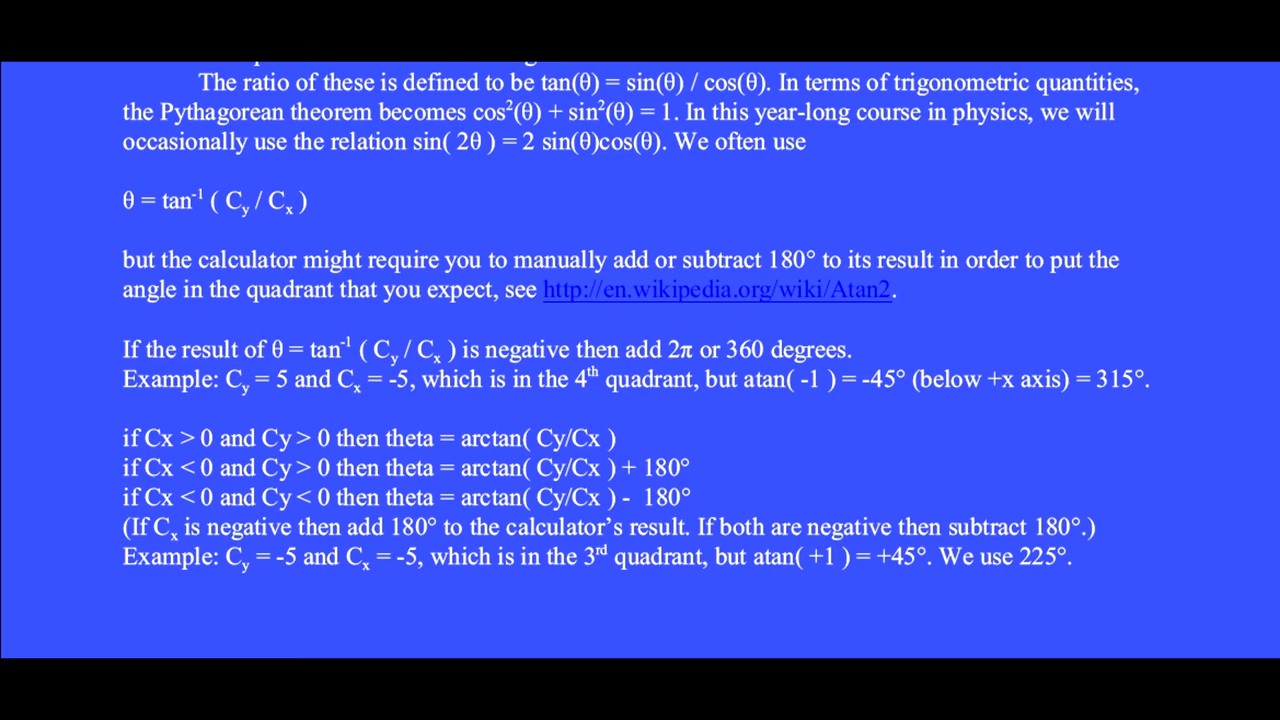 The ratio of these is defined to be tan(θ) = sin(θ) / cos(θ). In terms of trigonometric quantities,
the Pythagorean theorem becomes cos²(θ) + sin²(θ) = 1. In this year-long course in physics, we will
occasionally use the relation sin( 2θ ) = 2 sin(θ)cos(θ). We often use
θ = tan⁻¹ ( Cy / Cx )
but the calculator might require you to manually add or subtract 180° to its result in order to put the
angle in the quadrant that you expect, see http://en.wikipedia.org/wiki/Atan2.
If the result of θ = tan⁻¹ ( Cy / Cx ) is negative then add 2π or 360 degrees.
Example: Cy = 5 and Cx = -5, which is in the 4th quadrant, but atan( -1 ) = -45° (below +x axis) = 315°.
if Cx > 0 and Cy > 0 then theta = arctan( Cy/Cx )
if Cx < 0 and Cy > 0 then theta = arctan( Cy/Cx ) + 180°
if Cx < 0 and Cy < 0 then theta = arctan( Cy/Cx ) - 180°
(If Cx is negative then add 180° to the calculator’s result. If both are negative then subtract 180°.)
Example: Cy = -5 and Cx = -5, which is in the 3rd quadrant, but atan( +1 ) = +45°. We use 225°.